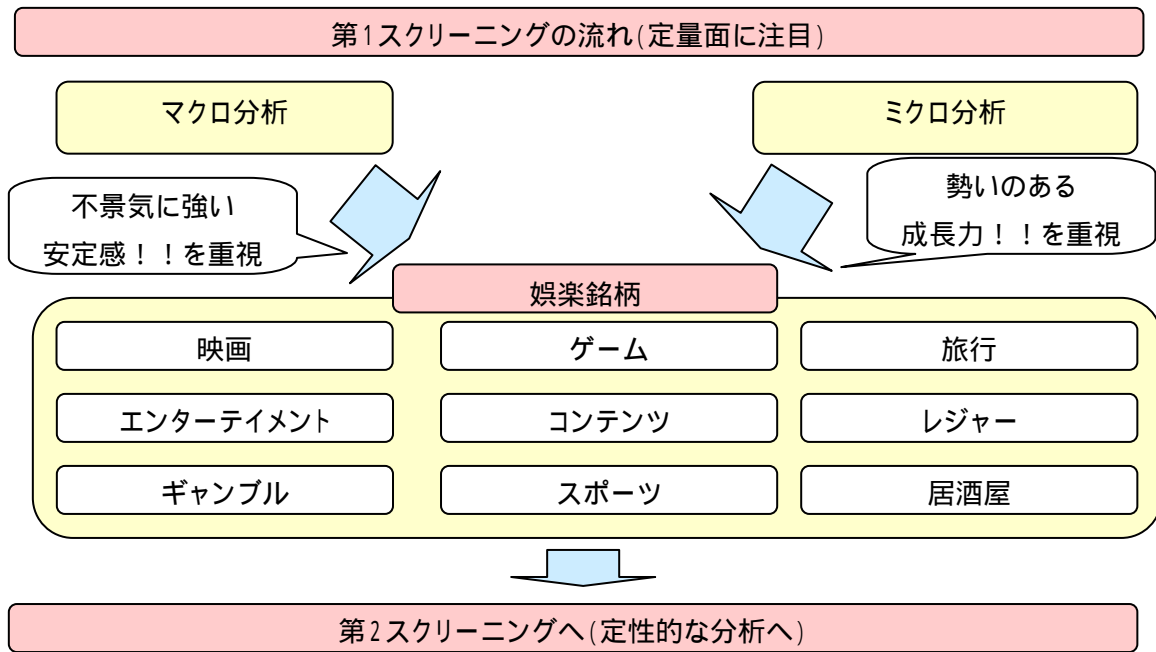 第1スクリーニングの流れ(定量面に注目)
マクロ分析
ミクロ分析
不景気に強い
安定感！！を重視
勢いのある
成長力！！を重視
娯楽銘柄
映画
ゲーム
旅行
エンターテイメント
コンテンツ
レジャー
ギャンブル
スポーツ
居酒屋
第2スクリーニングへ(定性的な分析へ)